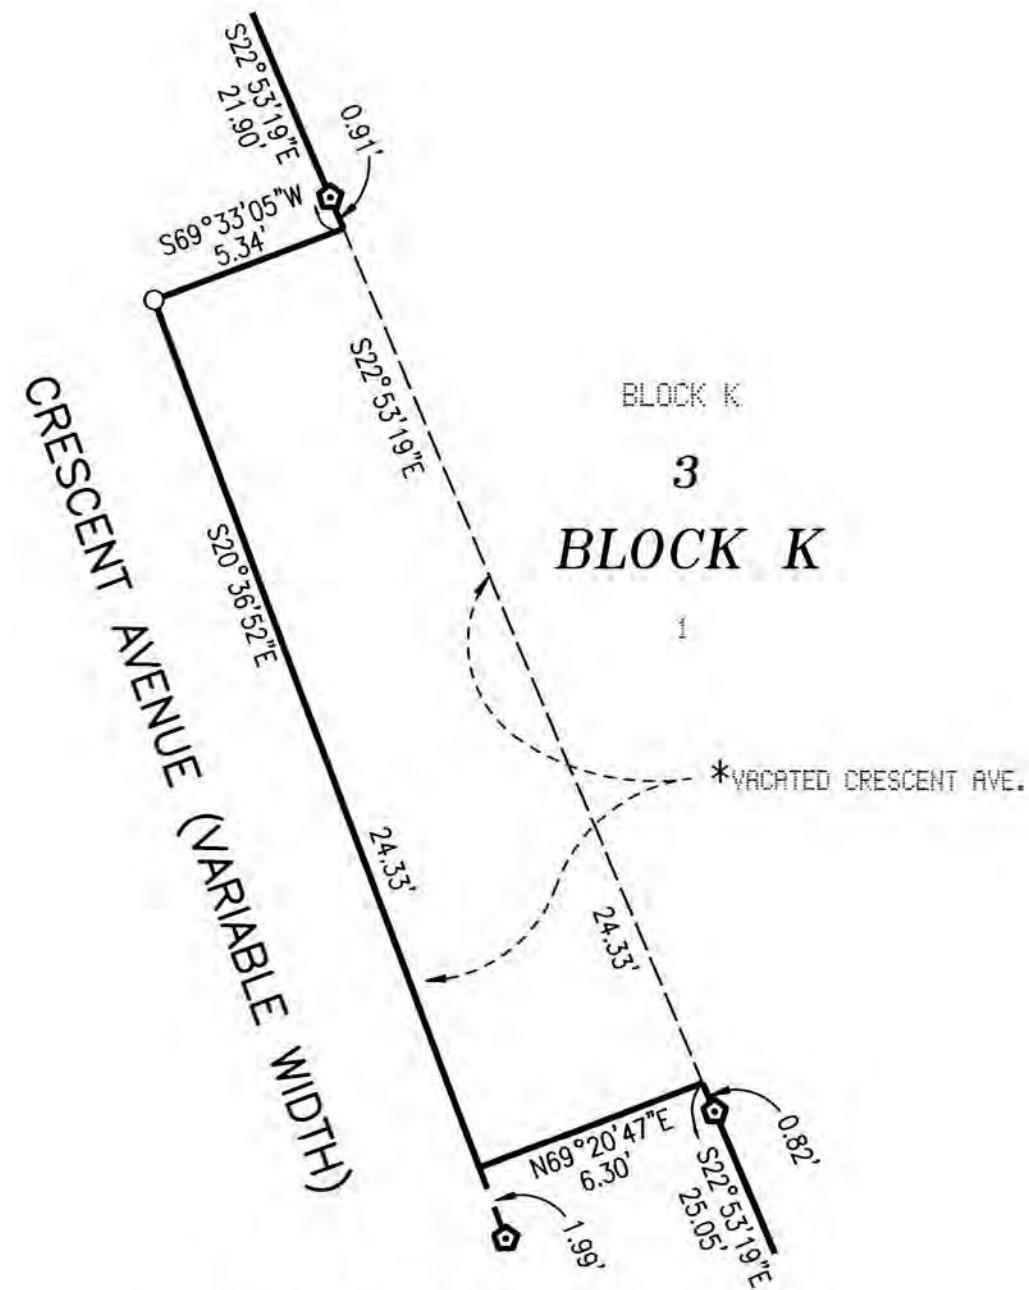 S22°53'19"E
21.90'
0.91'
S69°33'05"W
5.34'
S22°53'19"E
BLOCK K
3
BLOCK K
1
CRESCENT AVENUE (VARIABLE WIDTH)
S20°36'52"E
24.33'
*VACATED CRESCENT AVE.
24.33'
N69°20'47"E
6.30'
0.82'
S22°53'19"E
25.05'
1.99'